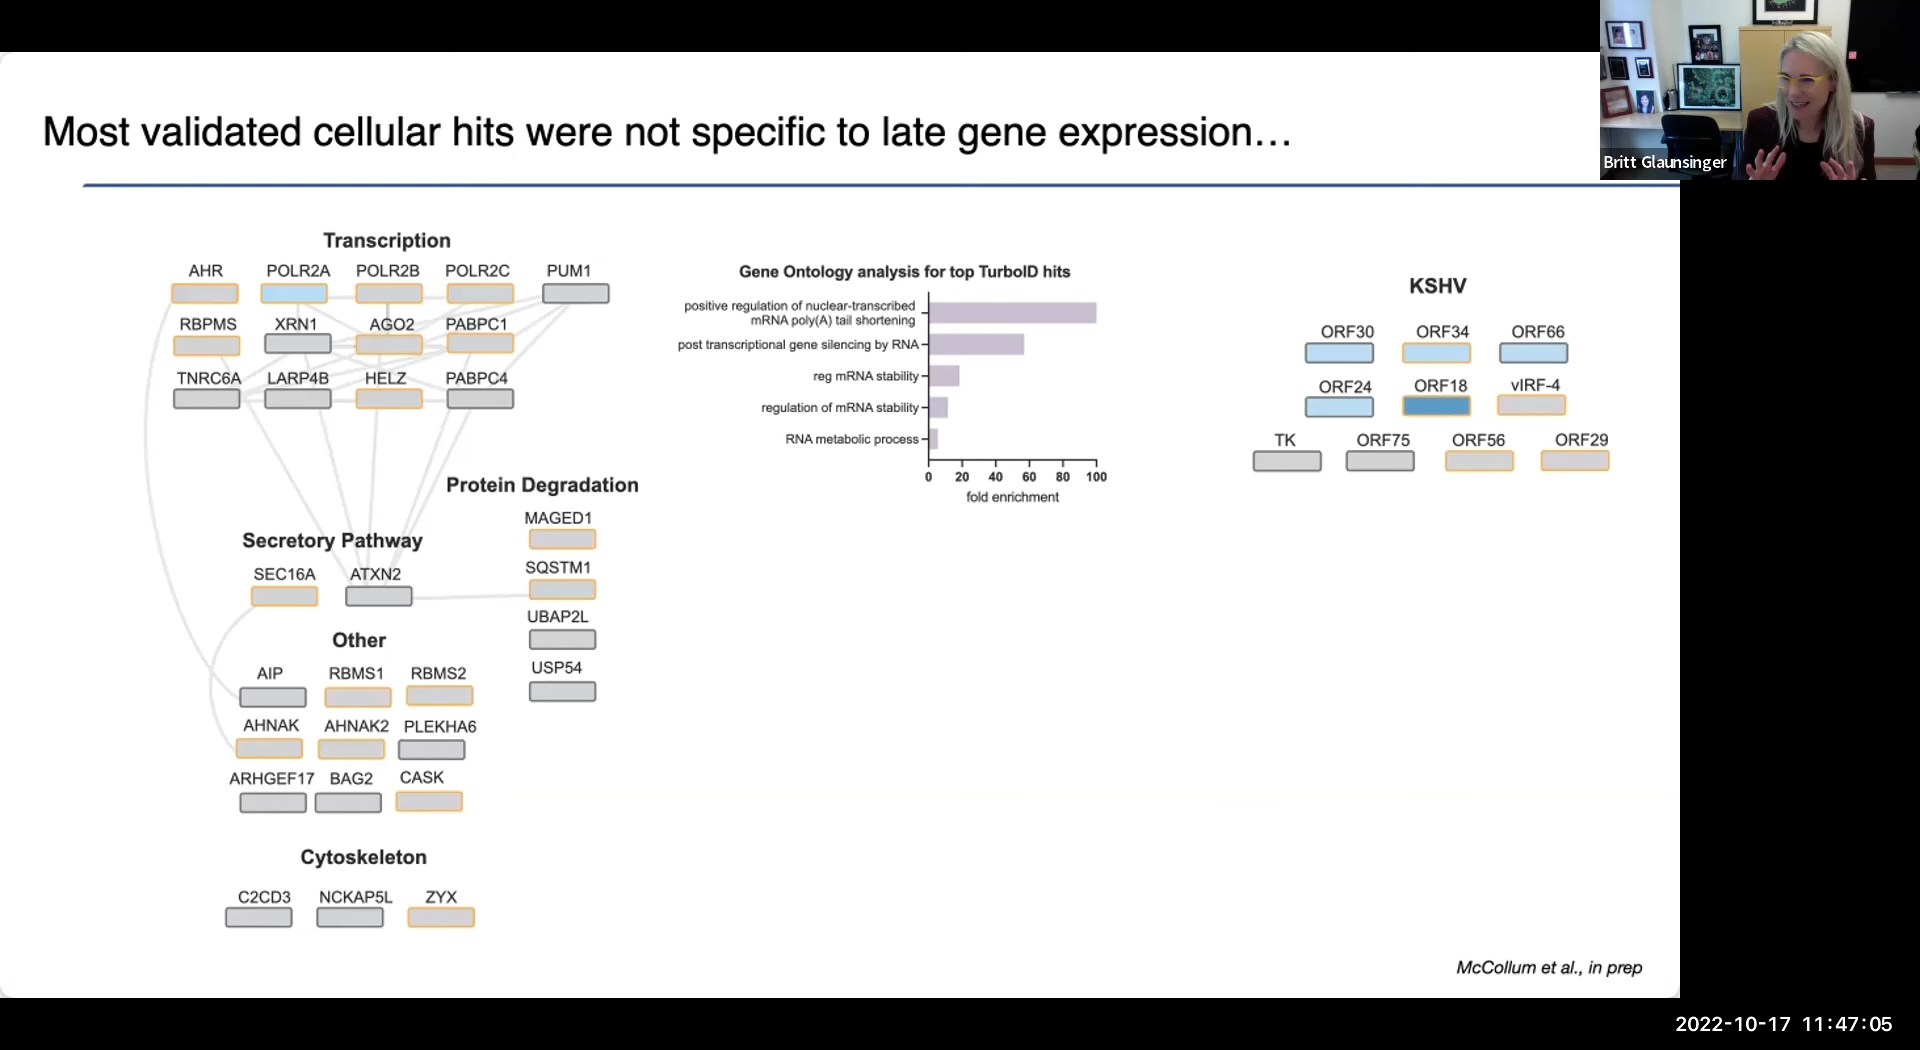 Most validated cellular hits were not specific to late gene expression...
Britt Glaunsinger
Transcription
AHR POLR2A POLR2B POLR2C PUM1
RBPMS XRN1 AGO2 PABPC1
TNRC6A LARP4B HELZ PABPC4
Protein Degradation
MAGED1
SQSTM1
UBAP2L
USP54
Secretory Pathway
SEC16A ATXN2
Other
AIP RBMS1 RBMS2
AHNAK AHNAK2 PLEKHA6
ARHGEF17 BAG2 CASK
Cytoskeleton
C2CD3 NCKAP5L ZYX
Gene Ontology analysis for top TurboID hits
positive regulation of nuclear-transcribed
mRNA poly(A) tail shortening
post transcriptional gene silencing by RNA
reg mRNA stability
regulation of mRNA stability
RNA metabolic process
0 20 40 60 80 100
fold enrichment
KSHV
ORF30 ORF34 ORF66
ORF24 ORF18 vIRF-4
TK ORF75 ORF56 ORF29
McCollum et al., in prep
2022-10-17 11:47:05